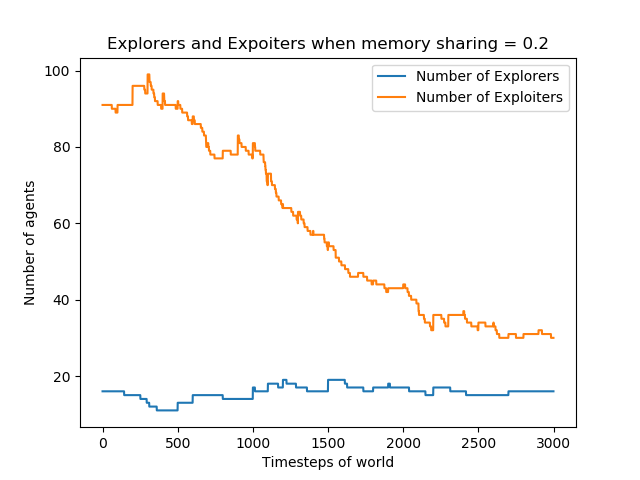 Explorers and Expoiters when memory sharing = 0.2
Number of Explorers
Number of Exploiters
Number of agents
100
80
60
40
20
0 500 1000 1500 2000 2500 3000
Timesteps of world